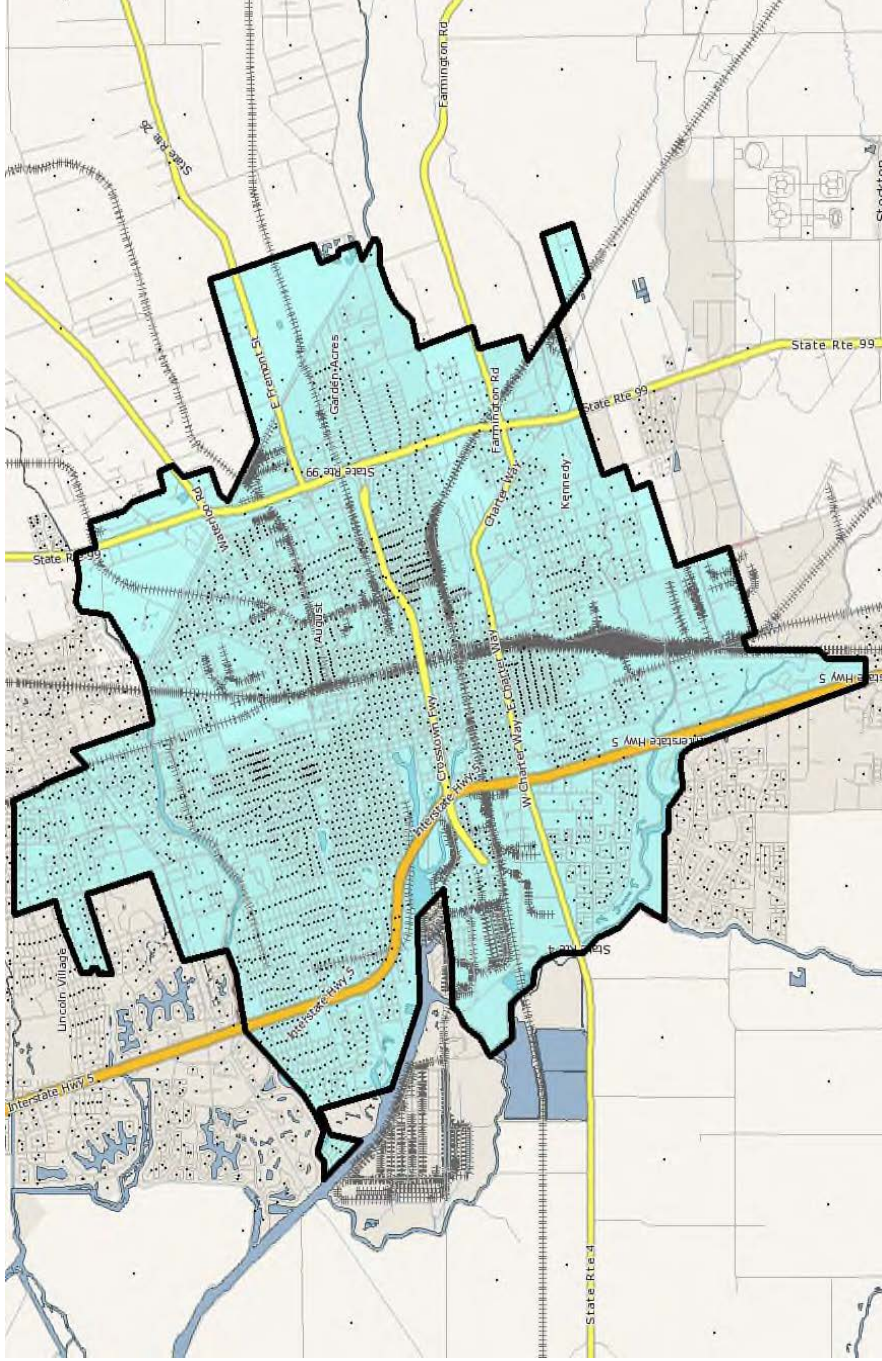 State Rte 26
Farmington Rd
Stockton
E Fremont St
Garden Acres
State Rte 99
Farmington Rd
State Rte 99
State Rte 99
Waterloo Rd
State Rte 99
Charter Way
Kennedy
August
Crosstown Fwy
W Charter Way
E Charter Way
Interstate Hwy 5
Interstate Hwy 5
Hwy 5
Interstate Hwy
Lincoln Village
Interstate Hwy 5
State Rte 4
Interstate Hwy 5
State Rte 4